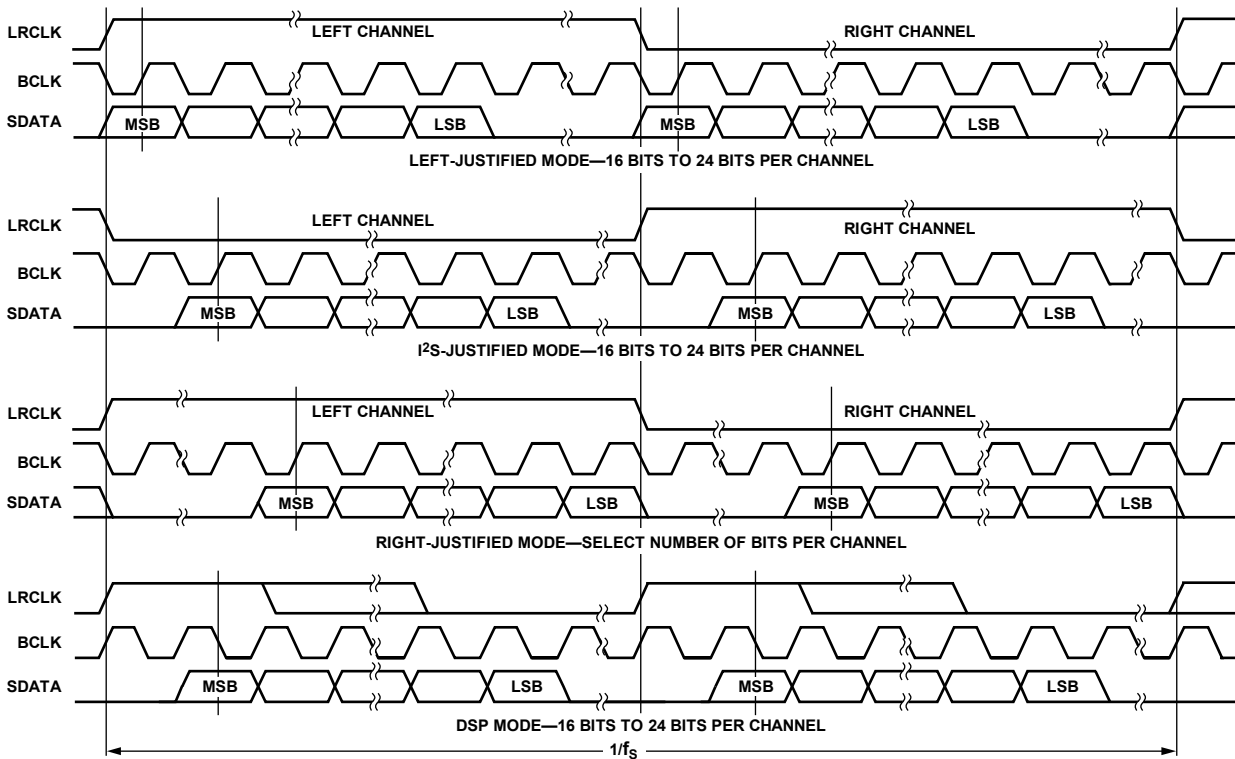 LRCLK
LEFT CHANNEL
RIGHT CHANNEL
BCLK
SDATA
MSB
LSB
MSB
LSB
LEFT-JUSTIFIED MODE—16 BITS TO 24 BITS PER CHANNEL
LRCLK
LEFT CHANNEL
RIGHT CHANNEL
BCLK
SDATA
MSB
LSB
MSB
LSB
I²S-JUSTIFIED MODE—16 BITS TO 24 BITS PER CHANNEL
LRCLK
LEFT CHANNEL
RIGHT CHANNEL
BCLK
SDATA
MSB
LSB
MSB
LSB
RIGHT-JUSTIFIED MODE—SELECT NUMBER OF BITS PER CHANNEL
LRCLK
BCLK
SDATA
MSB
LSB
MSB
LSB
DSP MODE—16 BITS TO 24 BITS PER CHANNEL
1/fS